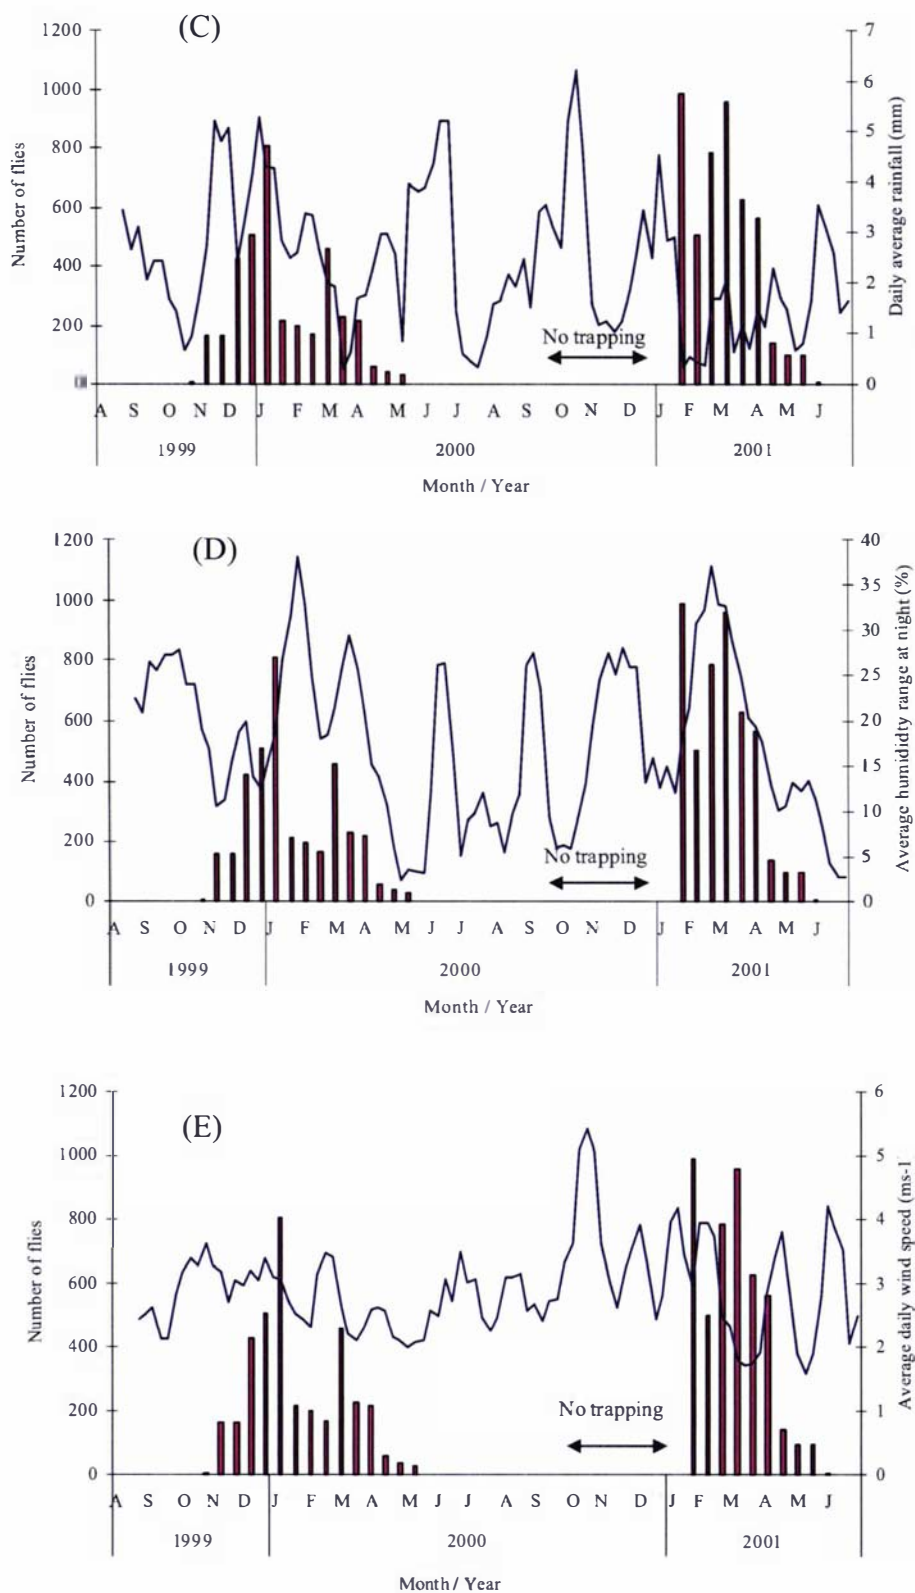 (C)
Number of flies
1200
1000
800
600
400
200
0
7
6
5
4
3
2
1
0
Daily average rainfall (mm)
No trapping
A S O N D J F M A M J J A S O N D J F M A M J
1999 2000 2001
Month / Year
(D)
Number of flies
1200
1000
800
600
400
200
0
40
35
30
25
20
15
10
5
0
Average humididty range at night (%)
No trapping
A S O N D J F M A M J J A S O N D J F M A M J
1999 2000 2001
Month / Year
(E)
Number of flies
1200
1000
800
600
400
200
0
6
5
4
3
2
1
0
Average daily wind speed (ms-1
No trapping
A S O N D J F M A M J J A S O N D J F M A M J
1999 2000 2001
Month / Year